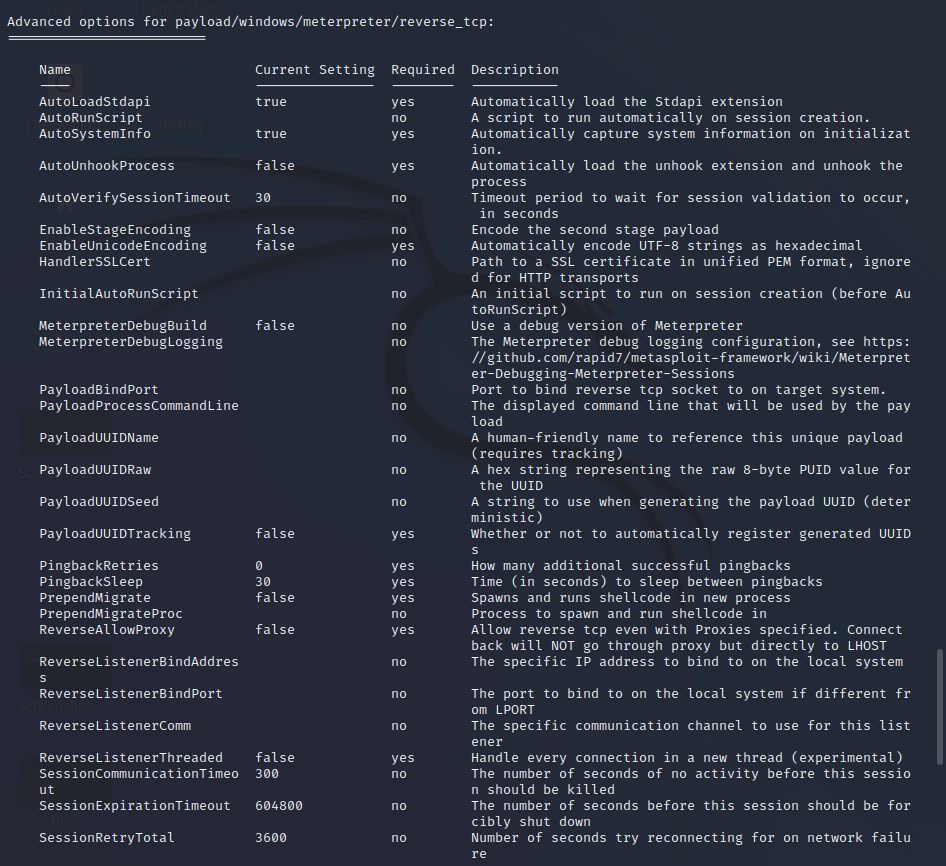 Advanced options for payload/windows/meterpreter/reverse_tcp:
Name Current Setting Required Description
AutoLoadStdapi true yes Automatically load the Stdapi extension
AutoRunScript no A script to run automatically on session creation.
AutoSystemInfo true yes Automatically capture system information on initializat
ion.
AutoUnhookProcess false yes Automatically load the unhook extension and unhook the
process
AutoVerifySessionTimeout 30 no Timeout period to wait for session validation to occur,
in seconds
EnableStageEncoding false no Encode the second stage payload
EnableUnicodeEncoding false yes Automatically encode UTF-8 strings as hexadecimal
HandlerSSLCert no Path to a SSL certificate in unified PEM format, ignore
d for HTTP transports
InitialAutoRunScript no An initial script to run on session creation (before Au
toRunScript)
MeterpreterDebugBuild false no Use a debug version of Meterpreter
MeterpreterDebugLogging no The Meterpreter debug logging configuration, see https:
//github.com/rapid7/metasploit-framework/wiki/Meterpret
er-Debugging-Meterpreter-Sessions
PayloadBindPort no Port to bind reverse tcp socket to on target system.
PayloadProcessCommandLine no The displayed command line that will be used by the pay
load
PayloadUUIDName no A human-friendly name to reference this unique payload
(requires tracking)
PayloadUUIDRaw no A hex string representing the raw 8-byte PUID value for
the UUID
PayloadUUIDSeed no A string to use when generating the payload UUID (deter
ministic)
PayloadUUIDTracking false yes Whether or not to automatically register generated UUID
s
PingbackRetries 0 yes How many additional successful pingbacks
PingbackSleep 30 yes Time (in seconds) to sleep between pingbacks
PrependMigrate false yes Spawns and runs shellcode in new process
PrependMigrateProc no Process to spawn and run shellcode in
ReverseAllowProxy false yes Allow reverse tcp even with Proxies specified. Connect
back will NOT go through proxy but directly to LHOST
ReverseListenerBindAddres no The specific IP address to bind to on the local system
s
ReverseListenerBindPort no The port to bind to on the local system if different fr
om LPORT
ReverseListenerComm no The specific communication channel to use for this list
ener
ReverseListenerThreaded false yes Handle every connection in a new thread (experimental)
SessionCommunicationTimeo 300 no The number of seconds of no activity before this sessio
ut n should be killed
SessionExpirationTimeout 604800 no The number of seconds before this session should be for
cibly shut down
SessionRetryTotal 3600 no Number of seconds try reconnecting for on network failu
re